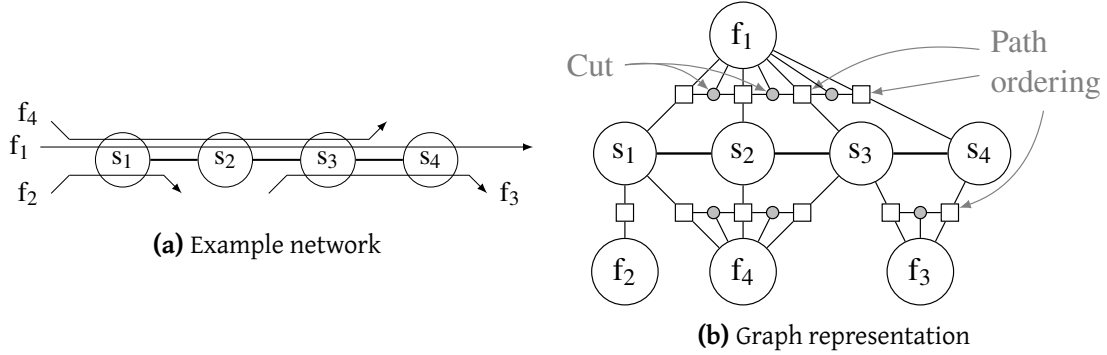 f4
f1
s1 s2 s3 s4
f2
f3
(a) Example network
f1
Cut
Path
ordering
s1 s2 s3 s4
f2 f4 f3
(b) Graph representation